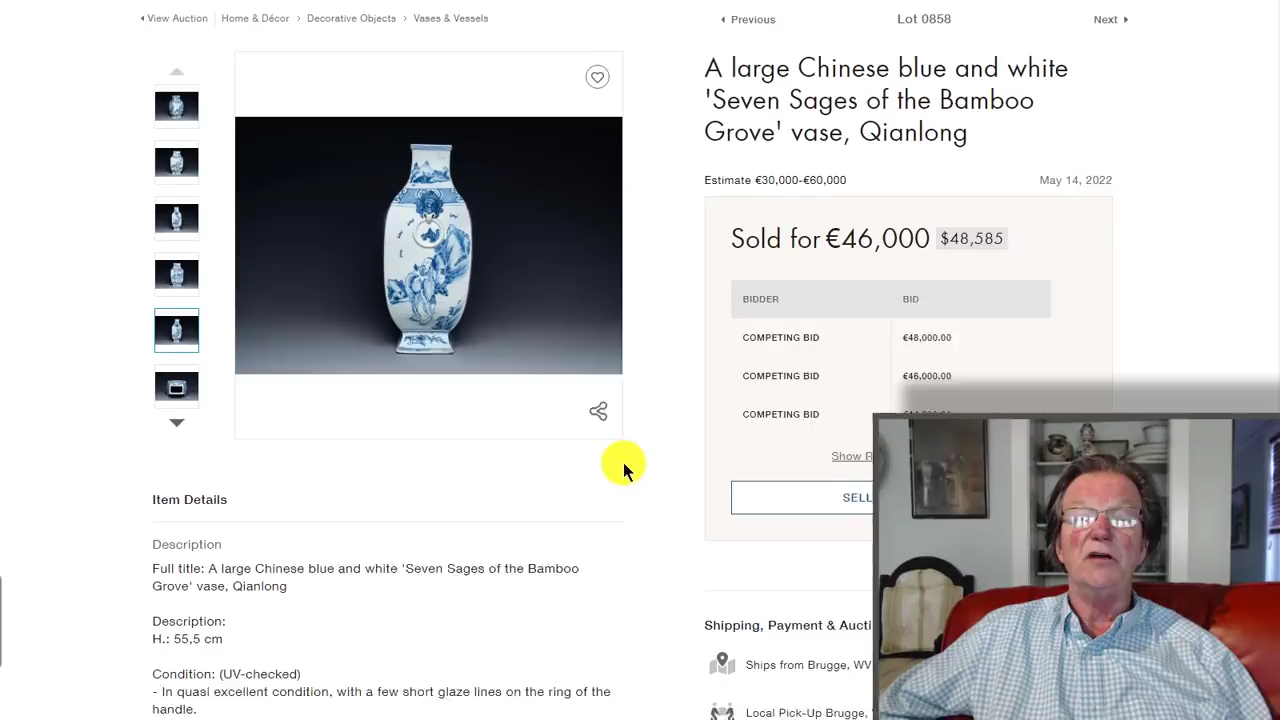 View Auction
Home & Décor
Decorative Objects
Vases & Vessels
Previous
Lot 0858
Next
A large Chinese blue and white
'Seven Sages of the Bamboo
Grove' vase, Qianlong
Estimate €30,000-€60,000
May 14, 2022
Sold for €46,000 $48,585
BIDDER
BID
COMPETING BID
€48,000.00
COMPETING BID
€46,000.00
COMPETING BID
Show
SELL
Item Details
Description
Full title: A large Chinese blue and white 'Seven Sages of the Bamboo
Grove' vase, Qianlong
Description:
H.: 55,5 cm
Condition: (UV-checked)
- In quasi excellent condition, with a few short glaze lines on the ring of the
handle.
Shipping, Payment & Aucti
Ships from Brugge, WV
Local Pick-Up Brugge,